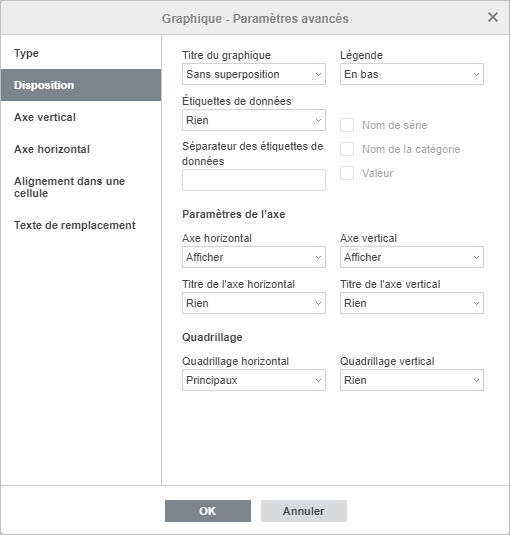 Graphique - Paramètres avancés
Type
Disposition
Axe vertical
Axe horizontal
Alignement dans une
cellule
Texte de remplacement
Titre du graphique
Légende
Sans superposition
En bas
Étiquettes de données
Rien
Nom de série
Séparateur des étiquettes de
données
Nom de la catégorie
Valeur
Paramètres de l'axe
Axe horizontal
Axe vertical
Afficher
Afficher
Titre de l'axe horizontal
Titre de l'axe vertical
Rien
Rien
Quadrillage
Quadrillage horizontal
Quadrillage vertical
Principaux
Rien
OK
Annuler